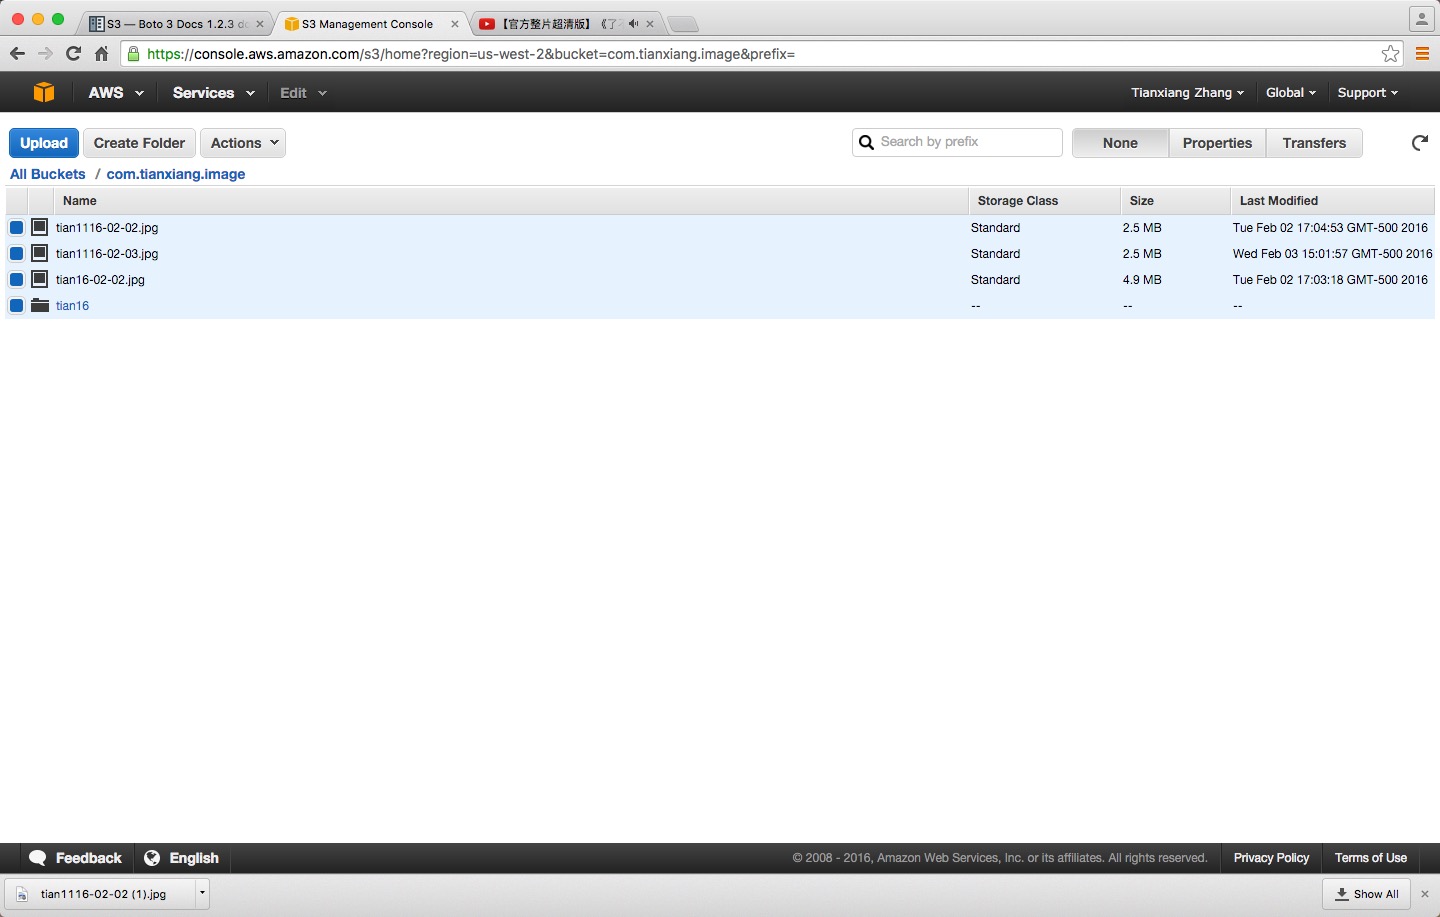 S3 — Boto 3 Docs 1.2.3 do
S3 Management Console
【官方整片超清版】《了
https://console.aws.amazon.com/s3/home?region=us-west-2&bucket=com.tianxiang.image&prefix=
AWS Services Edit Tianxiang Zhang Global Support
Upload Create Folder Actions Search by prefix None Properties Transfers
All Buckets / com.tianxiang.image
Name Storage Class Size Last Modified
tian1116-02-02.jpg Standard 2.5 MB Tue Feb 02 17:04:53 GMT-500 2016
tian1116-02-03.jpg Standard 2.5 MB Wed Feb 03 15:01:57 GMT-500 2016
tian16-02-02.jpg Standard 4.9 MB Tue Feb 02 17:03:18 GMT-500 2016
tian16 -- -- --
Feedback English © 2008 - 2016, Amazon Web Services, Inc. or its affiliates. All rights reserved. Privacy Policy Terms of Use
tian1116-02-02 (1).jpg Show All